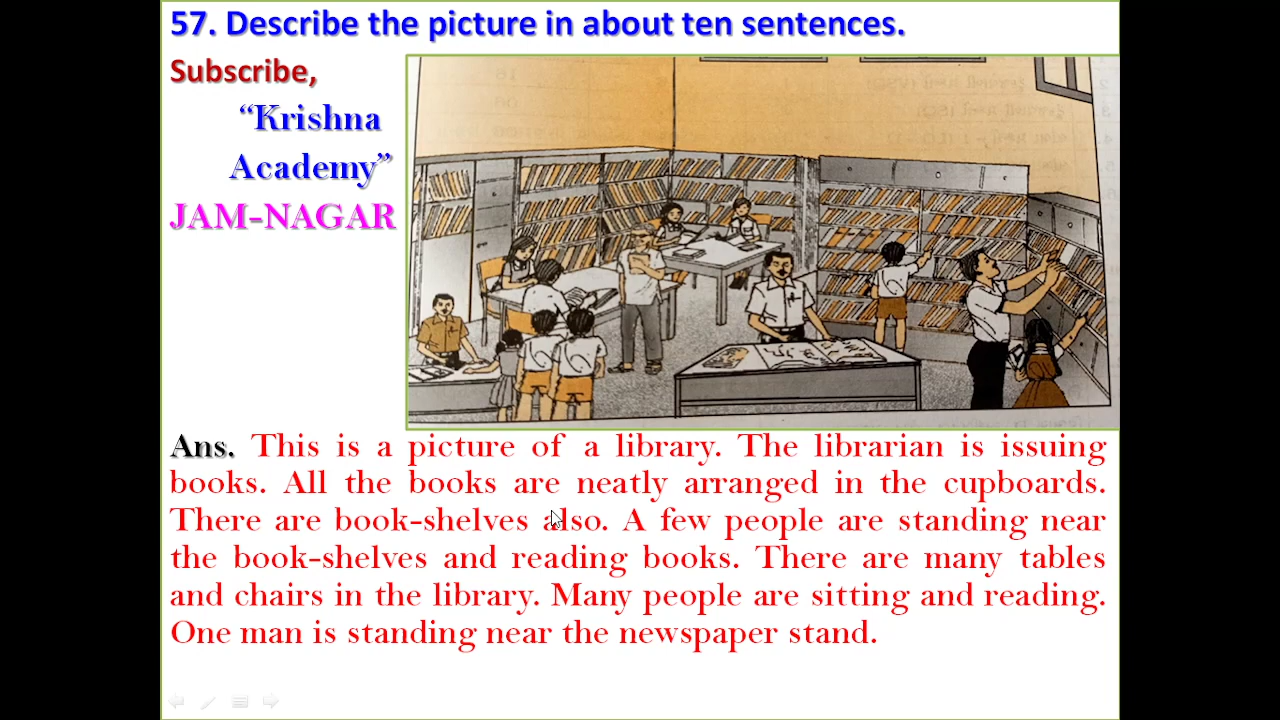 57. Describe the picture in about ten sentences.
Subscribe,
“Krishna
Academy”
JAM-NAGAR
Ans. This is a picture of a library. The librarian is issuing
books. All the books are neatly arranged in the cupboards.
There are book-shelves also. A few people are standing near
the book-shelves and reading books. There are many tables
and chairs in the library. Many people are sitting and reading.
One man is standing near the newspaper stand.